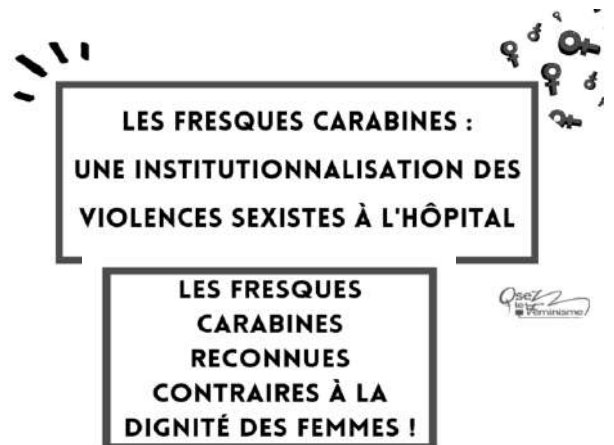 LES FRESQUES CARABINES :
UNE INSTITUTIONNALISATION DES
VIOLENCES SEXISTES À L'HÔPITAL
LES FRESQUES
CARABINES
RECONNUES
CONTRAIRES À LA
DIGNITÉ DES FEMMES !
Osez
le
féminisme